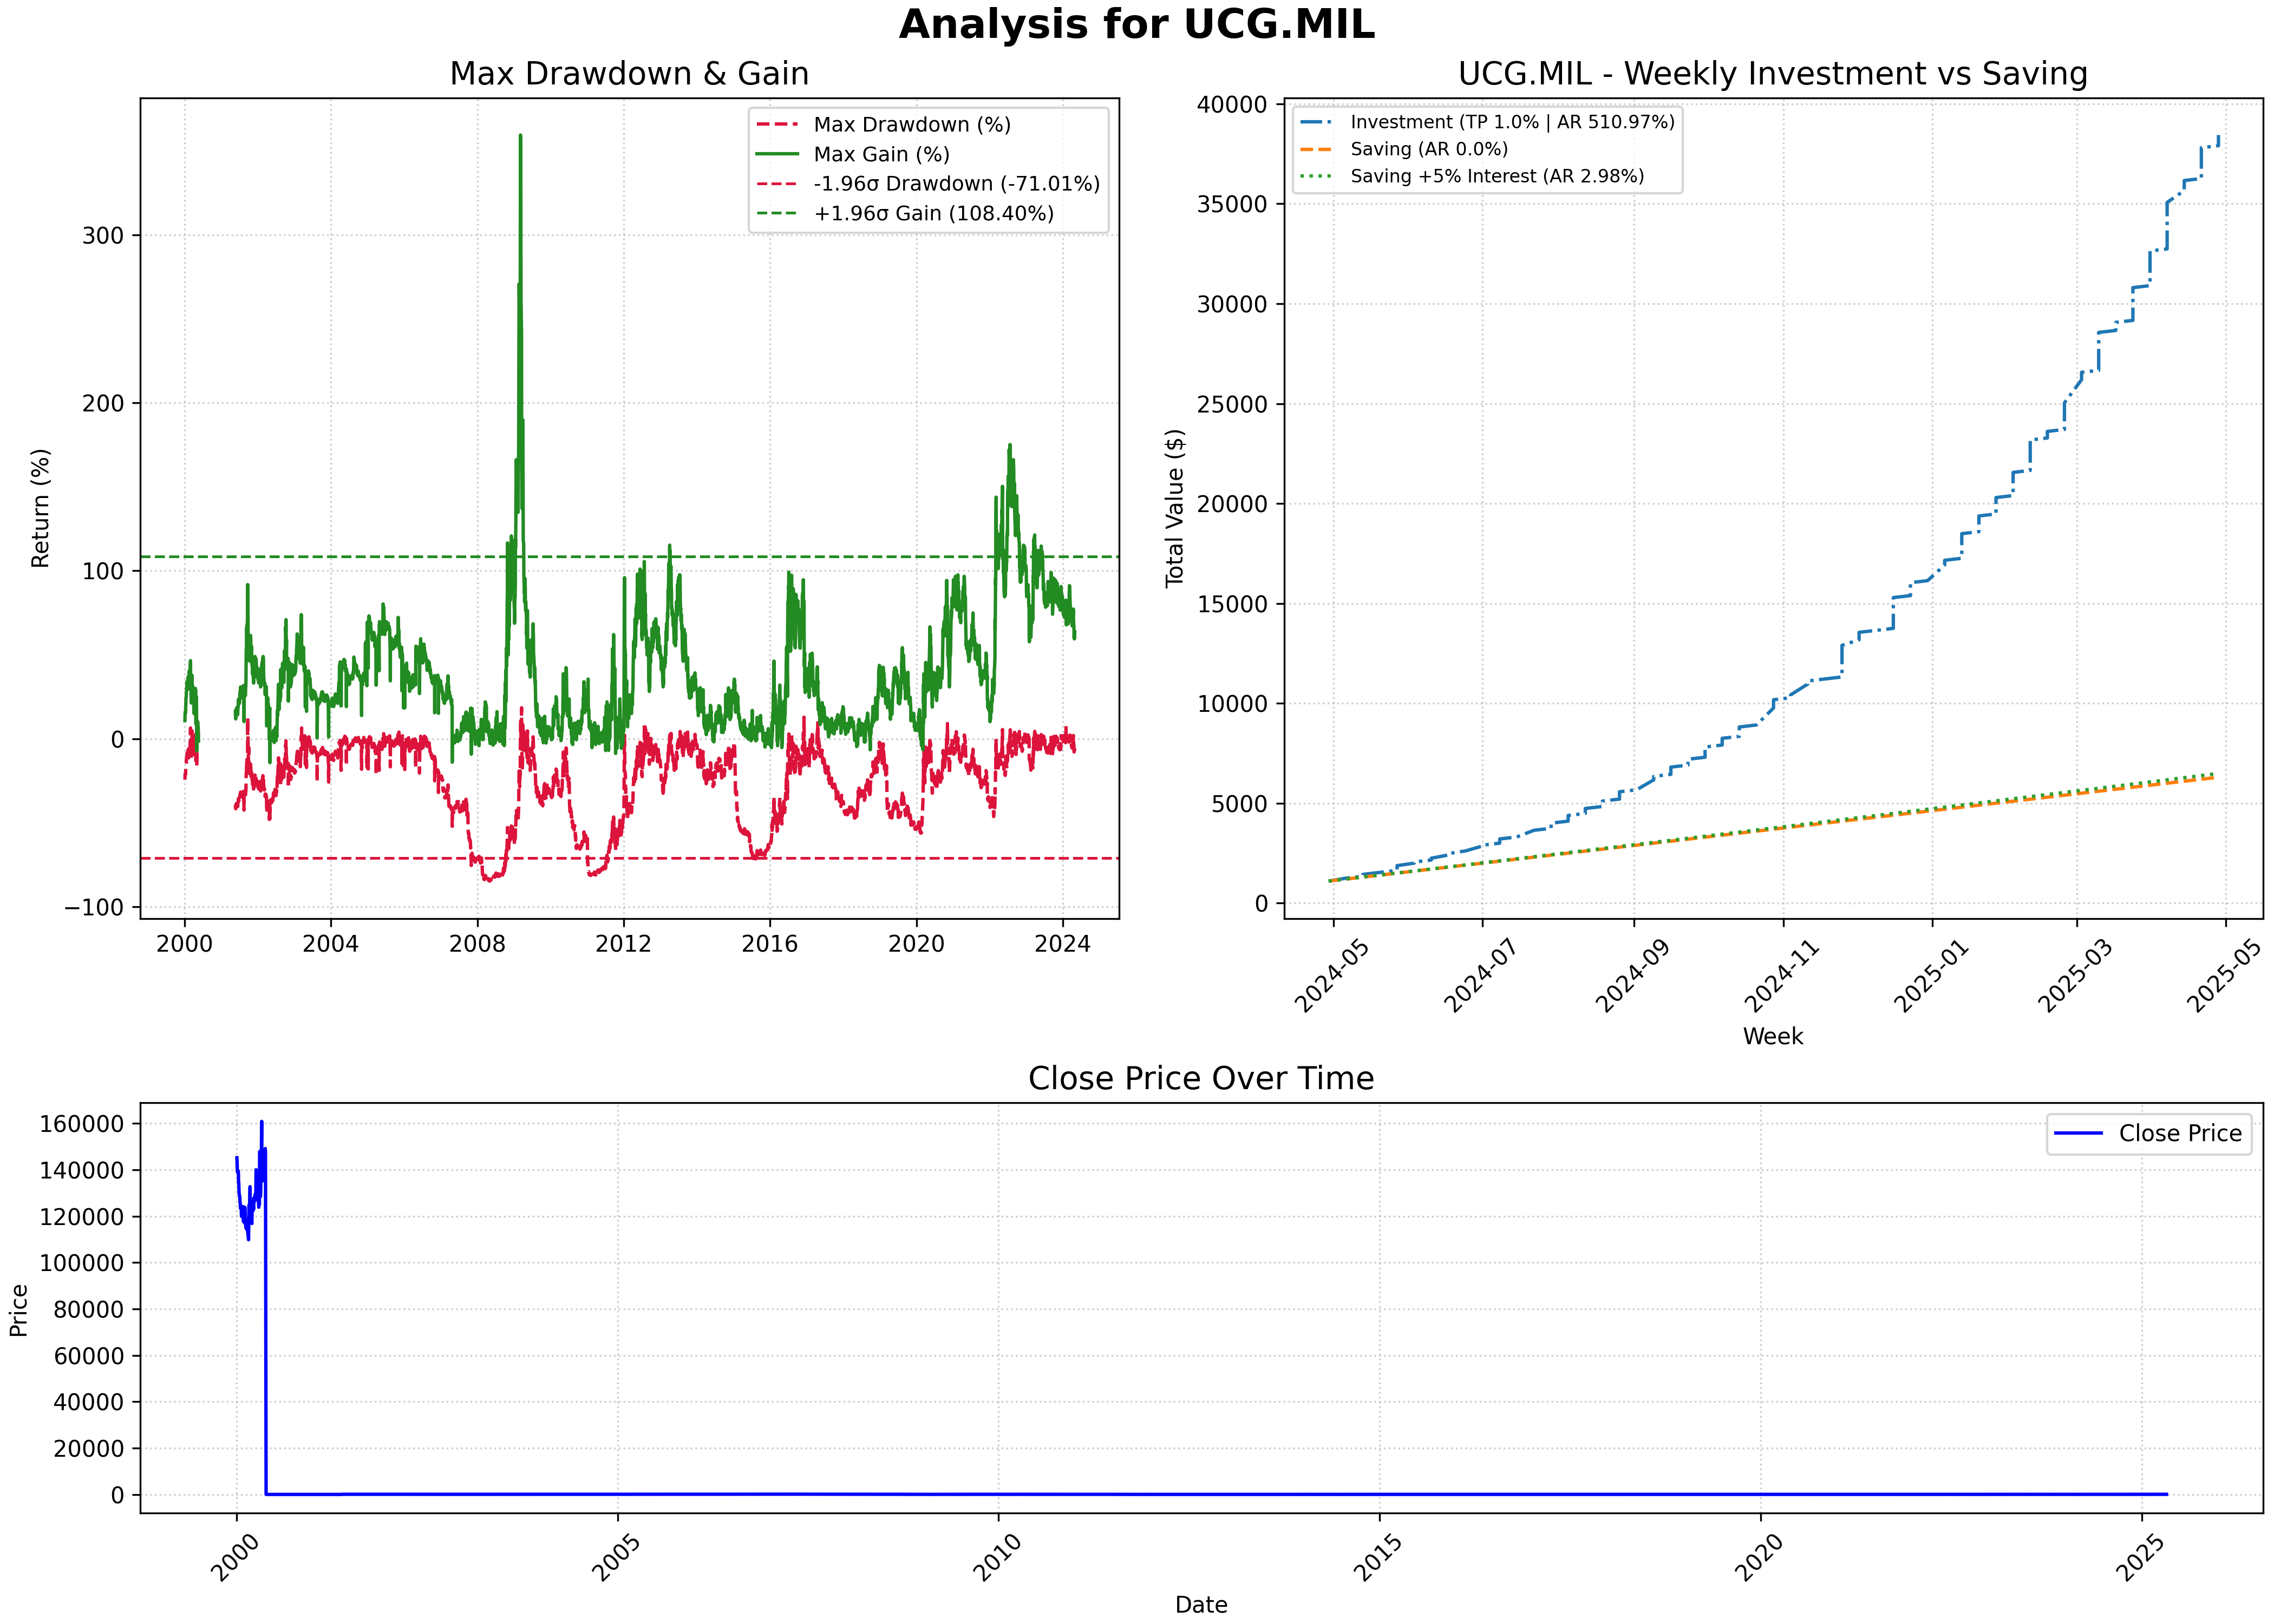 Analysis for UCG.MIL
Max Drawdown & Gain
Return (%)
300
200
100
0
−100
2000 2004 2008 2012 2016 2020 2024
Max Drawdown (%)
Max Gain (%)
-1.96σ Drawdown (-71.01%)
+1.96σ Gain (108.40%)
UCG.MIL - Weekly Investment vs Saving
Total Value ($)
40000
35000
30000
25000
20000
15000
10000
5000
0
2024-05 2024-07 2024-09 2024-11 2025-01 2025-03 2025-05
Week
Investment (TP 1.0% | AR 510.97%)
Saving (AR 0.0%)
Saving +5% Interest (AR 2.98%)
Close Price Over Time
Price
160000
140000
120000
100000
80000
60000
40000
20000
0
2000 2005 2010 2015 2020 2025
Date
Close Price